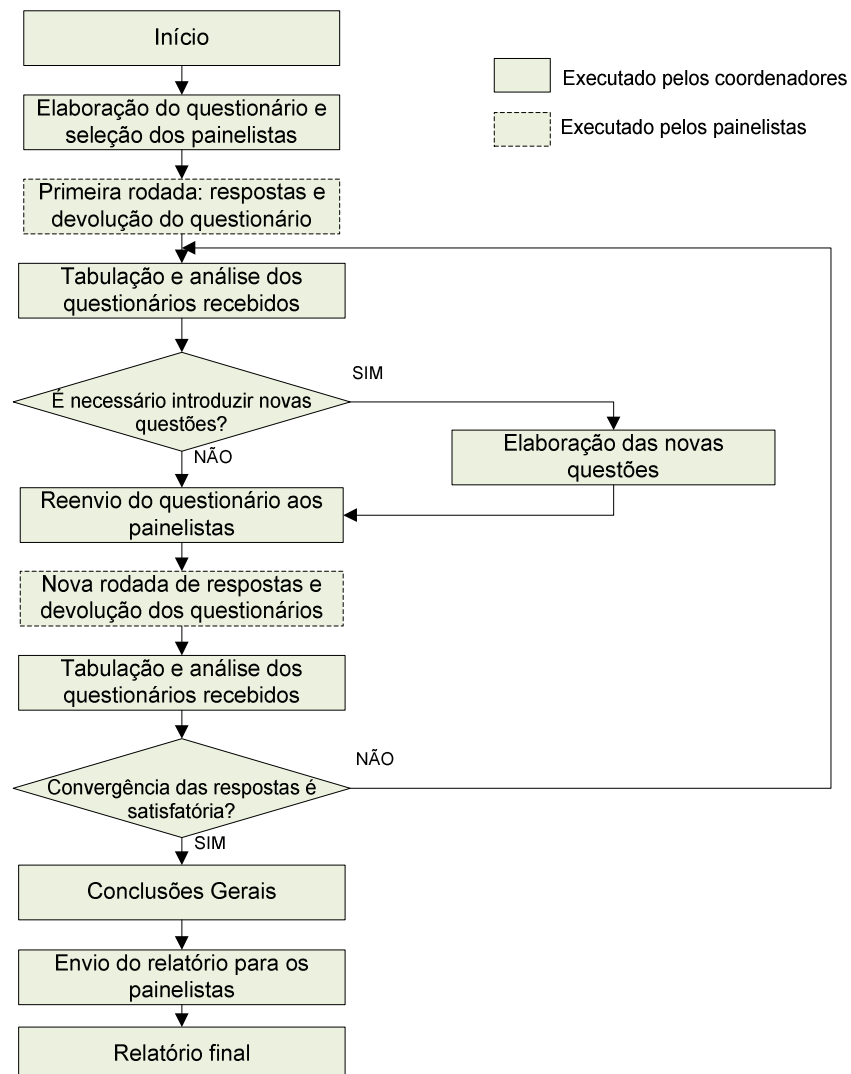 Início
Executado pelos coordenadores
Elaboração do questionário e
seleção dos painelistas
Executado pelos painelistas
Primeira rodada: respostas e
devolução do questionário
Tabulação e análise dos
questionários recebidos
SIM
É necessário introduzir novas
questões?
NÃO
Elaboração das novas
questões
Reenvio do questionário aos
painelistas
Nova rodada de respostas e
devolução dos questionários
Tabulação e análise dos
questionários recebidos
NÃO
Convergência das respostas é
satisfatória?
SIM
Conclusões Gerais
Envio do relatório para os
painelistas
Relatório final